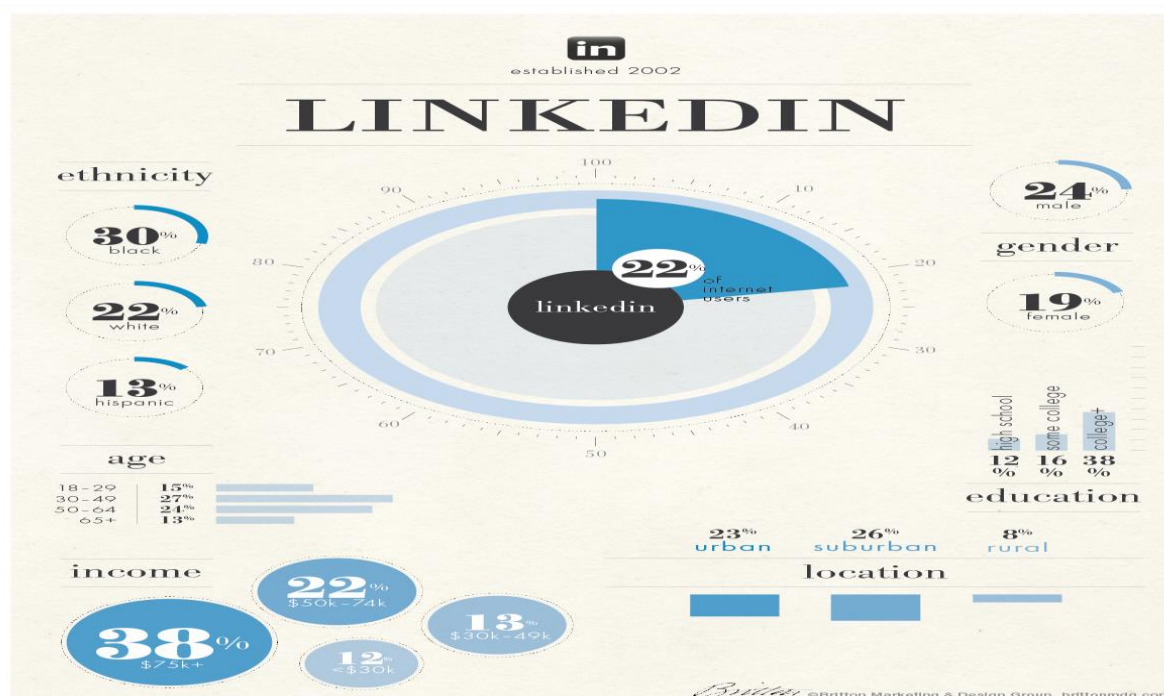 in
established 2002
LINKEDIN
ethnicity
30%
black
22%
white
13%
hispanic
age
18-29 15%
30-49 27%
50-64 24%
65+ 13%
income
38%
$75k+
22%
$50k-74k
13%
$30k-49k
12%
<$30k
100
10
20
30
40
50
60
70
80
90
22%
of
internet
users
linkedin
24%
male
gender
19%
female
high school
some college
college+
12 16 38
% % %
education
23% 26% 8%
urban suburban rural
location
Britton ©Britton Marketing & Design Group